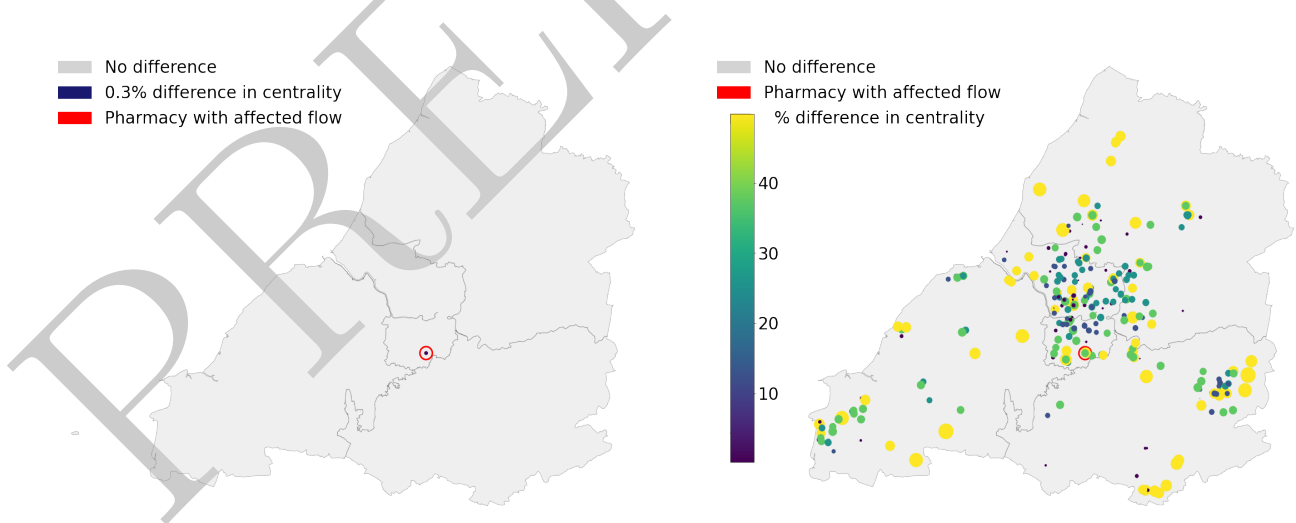 No difference
0.3% difference in centrality
Pharmacy with affected flow
No difference
Pharmacy with affected flow
% difference in centrality
40
30
20
10